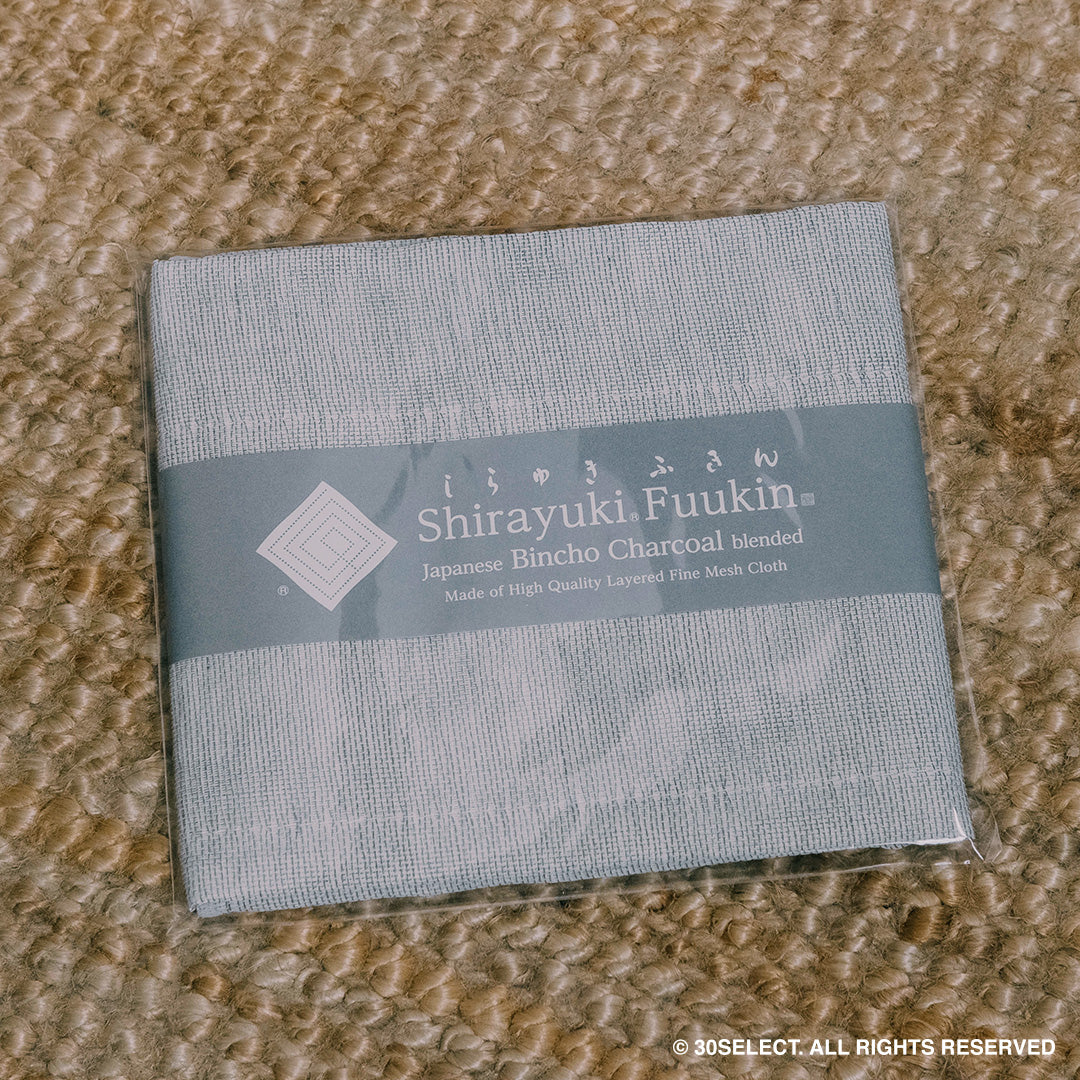 しらゆき ふきん
Shirayuki® Fuukin
Japanese Bincho Charcoal blended
Made of High Quality Layered Fine Mesh Cloth
®
© 30SELECT. ALL RIGHTS RESERVED